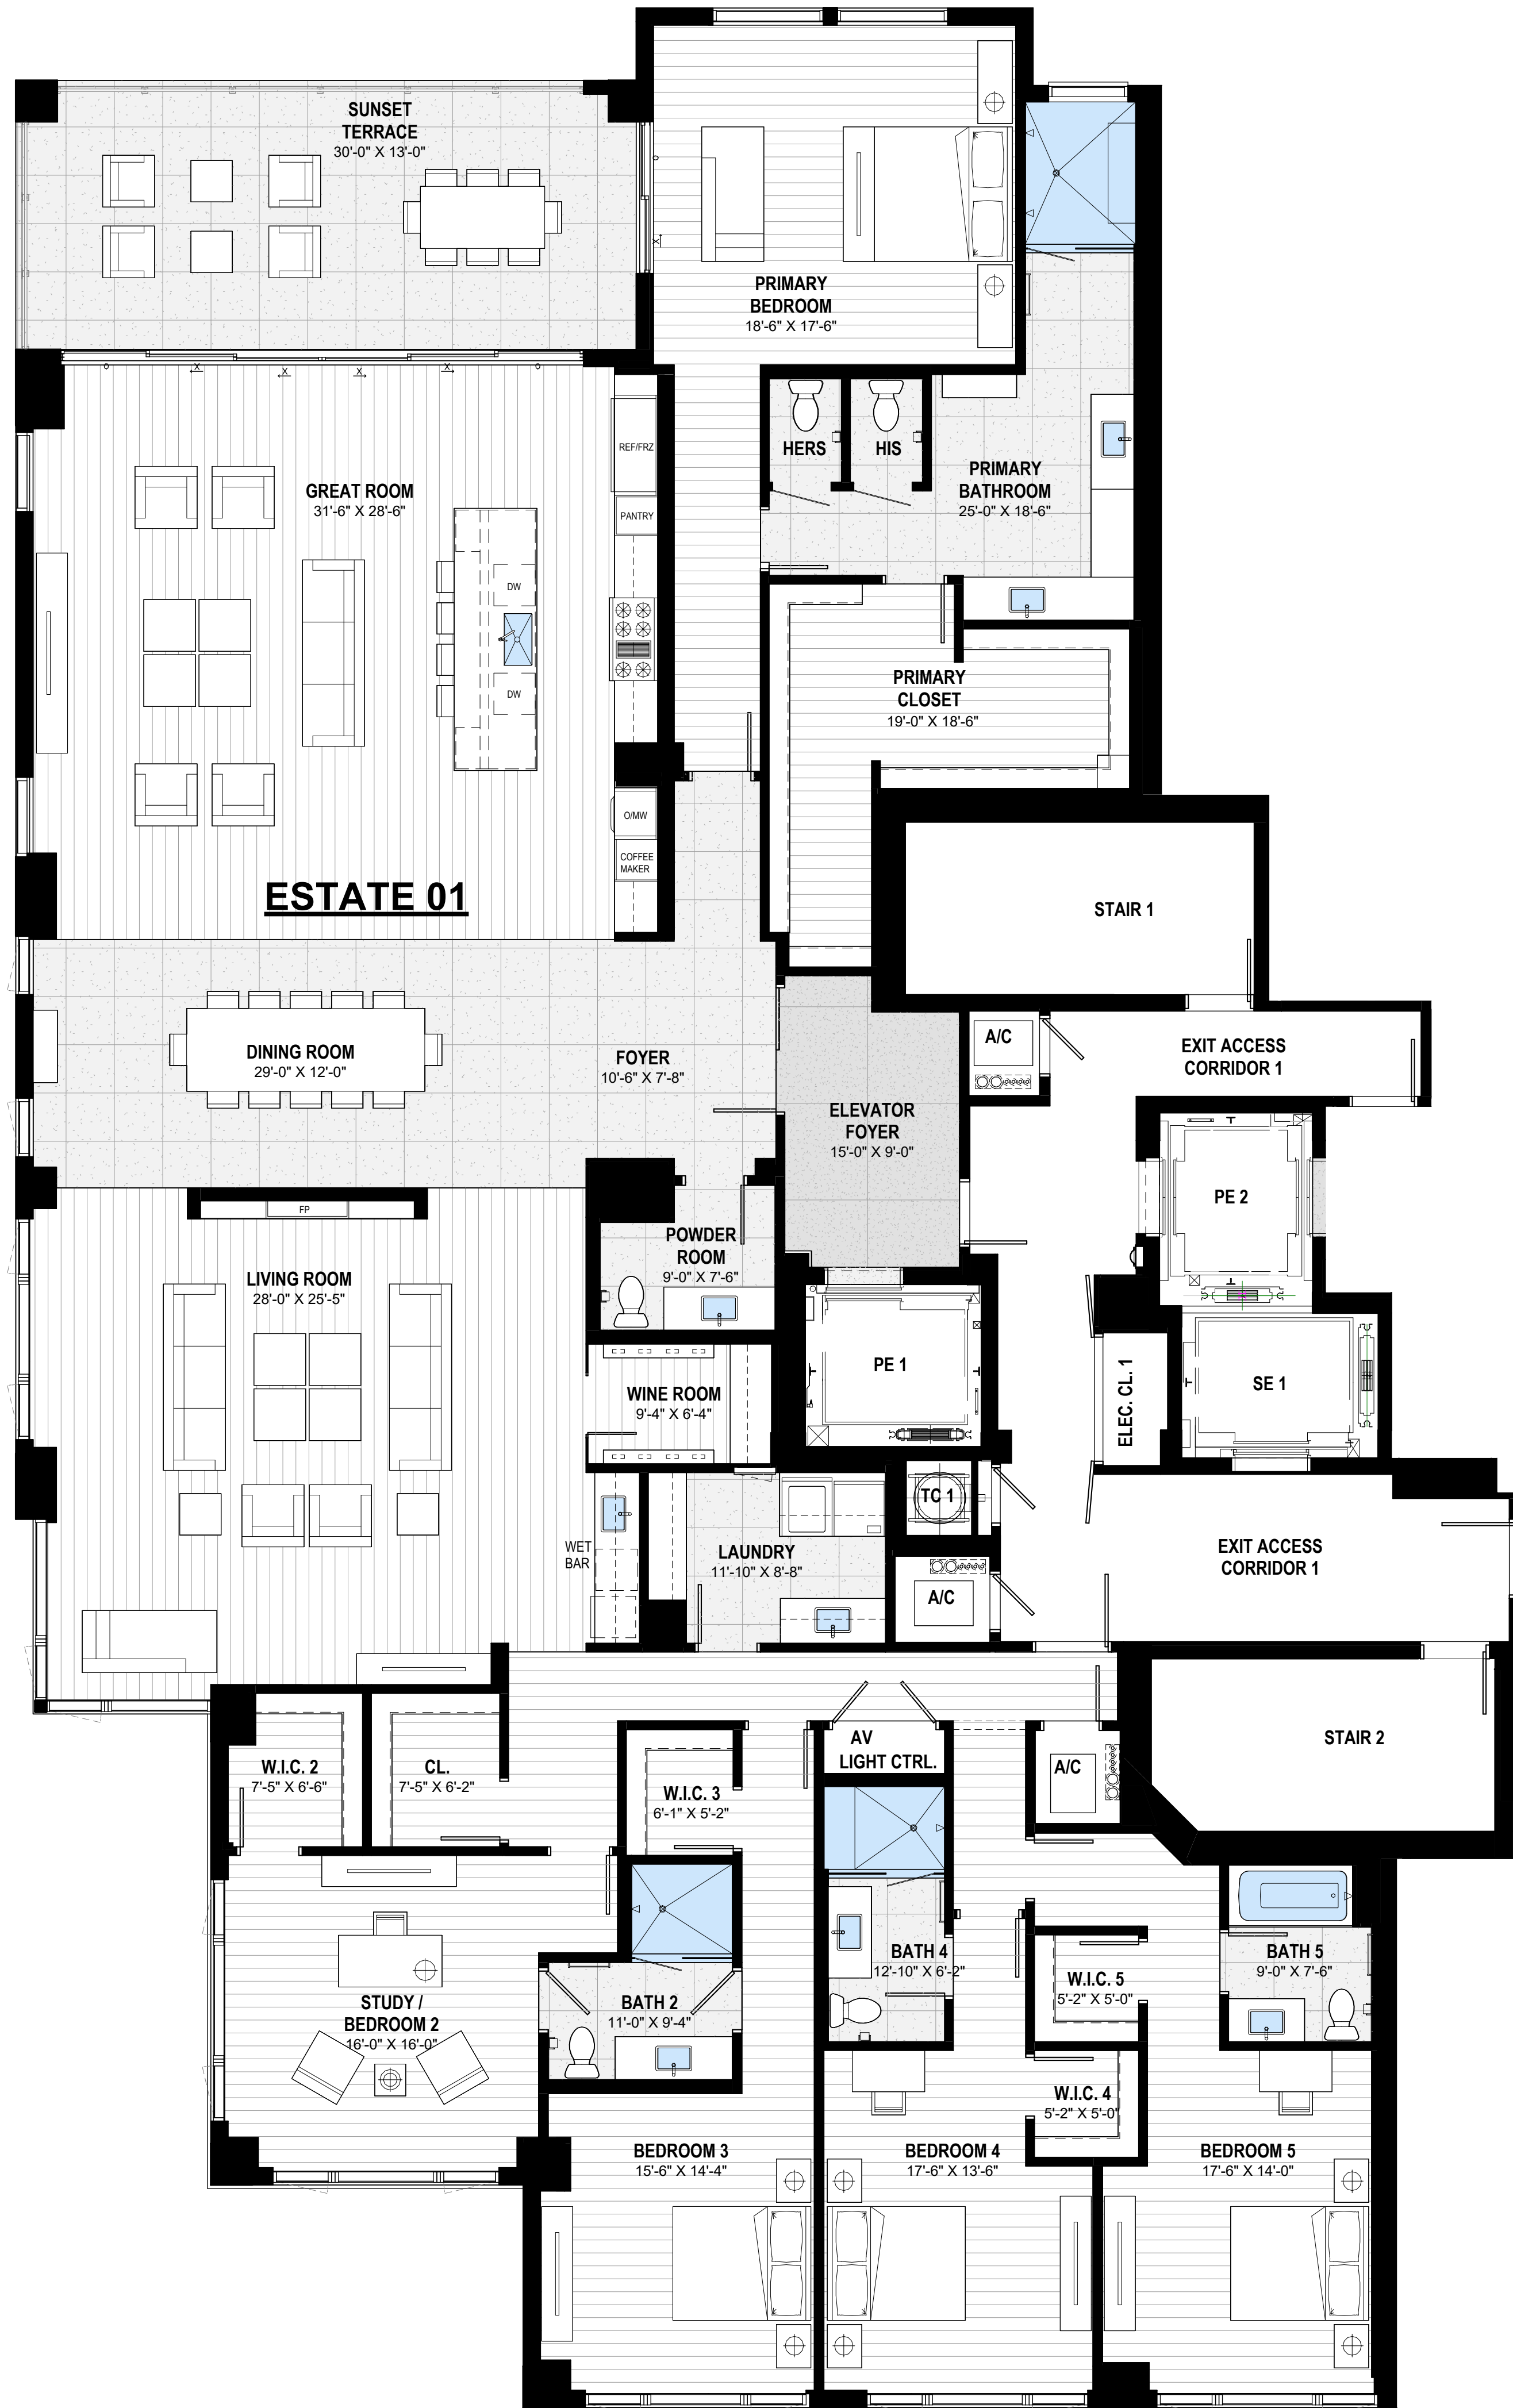 SUNSET
TERRACE
30'-0" X 13'-0"
PRIMARY
BEDROOM
18'-6" X 17'-6"
O
X
O
X
X
X
X
O
REF/FRZ
PANTRY
GREAT ROOM
31'-6" X 28'-6"
DW
DW
HERS
HIS
PRIMARY
BATHROOM
25'-0" X 18'-6"
PRIMARY
CLOSET
19'-0" X 18'-6"
O/MW
COFFEE
MAKER
ESTATE 01
STAIR 1
DINING ROOM
29'-0" X 12'-0"
FOYER
10'-6" X 7'-8"
ELEVATOR
FOYER
15'-0" X 9'-0"
A/C
EXIT ACCESS
CORRIDOR 1
PE 2
FP
POWDER
ROOM
9'-0" X 7'-6"
LIVING ROOM
28'-0" X 25'-5"
PE 1
ELEC. CL. 1
SE 1
WINE ROOM
9'-4" X 6'-4"
TC 1
WET
BAR
LAUNDRY
11'-10" X 8'-8"
A/C
EXIT ACCESS
CORRIDOR 1
STAIR 2
AV
LIGHT CTRL.
A/C
W.I.C. 2
7'-5" X 6'-6"
CL.
7'-5" X 6'-2"
W.I.C. 3
6'-1" X 5'-2"
BATH 4
12'-10" X 6'-2"
W.I.C. 5
5'-2" X 5'-0"
BATH 5
9'-0" X 7'-6"
STUDY /
BEDROOM 2
16'-0" X 16'-0"
BATH 2
11'-0" X 9'-4"
W.I.C. 4
5'-2" X 5'-0"
BEDROOM 3
15'-6" X 14'-4"
BEDROOM 4
17'-6" X 13'-6"
BEDROOM 5
17'-6" X 14'-0"